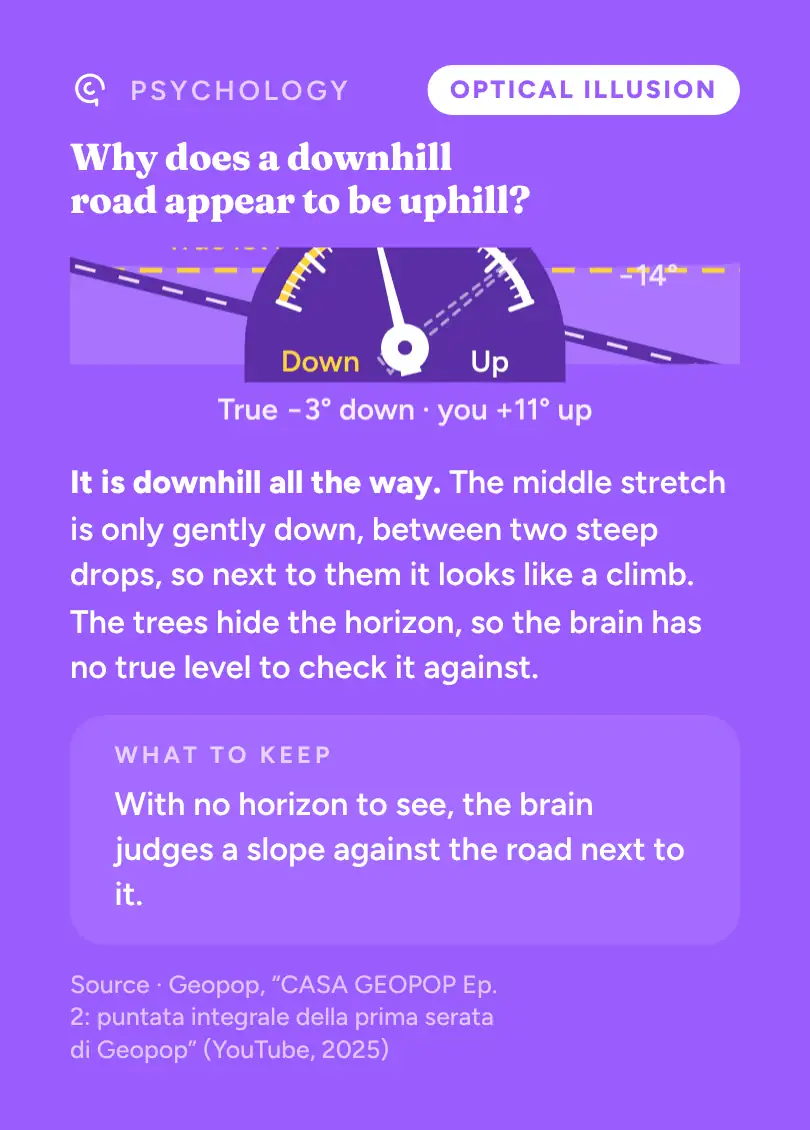 PSYCHOLOGY
OPTICAL ILLUSION
Why does a downhill
road appear to be uphill?
−14°
Down
Up
True −3° down · you +11° up
It is downhill all the way. The middle stretch
is only gently down, between two steep
drops, so next to them it looks like a climb.
The trees hide the horizon, so the brain has
no true level to check it against.
WHAT TO KEEP
With no horizon to see, the brain
judges a slope against the road next to
it.
Source · Geopop, “CASA GEOPOP Ep.
2: puntata integrale della prima serata
di Geopop” (YouTube, 2025)